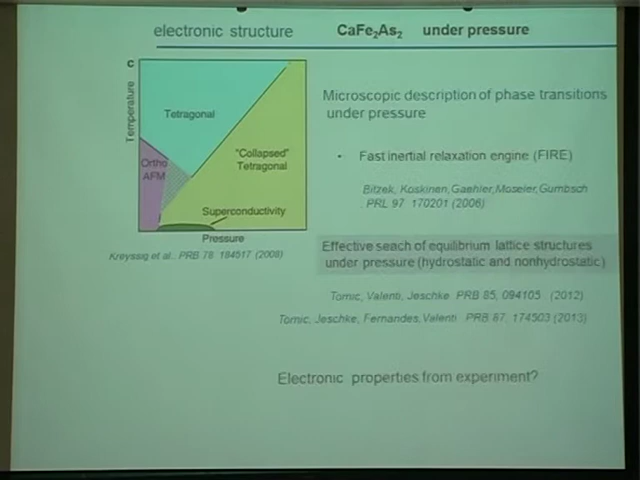 electronic structure CaFe₂As₂ under pressure
c
Temperature
Tetragonal
"Collapsed"
Tetragonal
Ortho
AFM
Superconductivity
Pressure
Kreyssig et al., PRB 78 184517 (2008)
Microscopic description of phase transitions
under pressure
• Fast inertial relaxation engine (FIRE)
Bitzek, Koskinen, Gaehler, Moseler, Gumbsch
PRL 97 170201 (2006)
Effective seach of equilibrium lattice structures
under pressure (hydrostatic and nonhydrostatic)
Tomic, Valenti, Jeschke PRB 85, 094105 (2012)
Tomic, Jeschke, Fernandes, Valenti PRB 87, 174503 (2013)
Electronic properties from experiment?